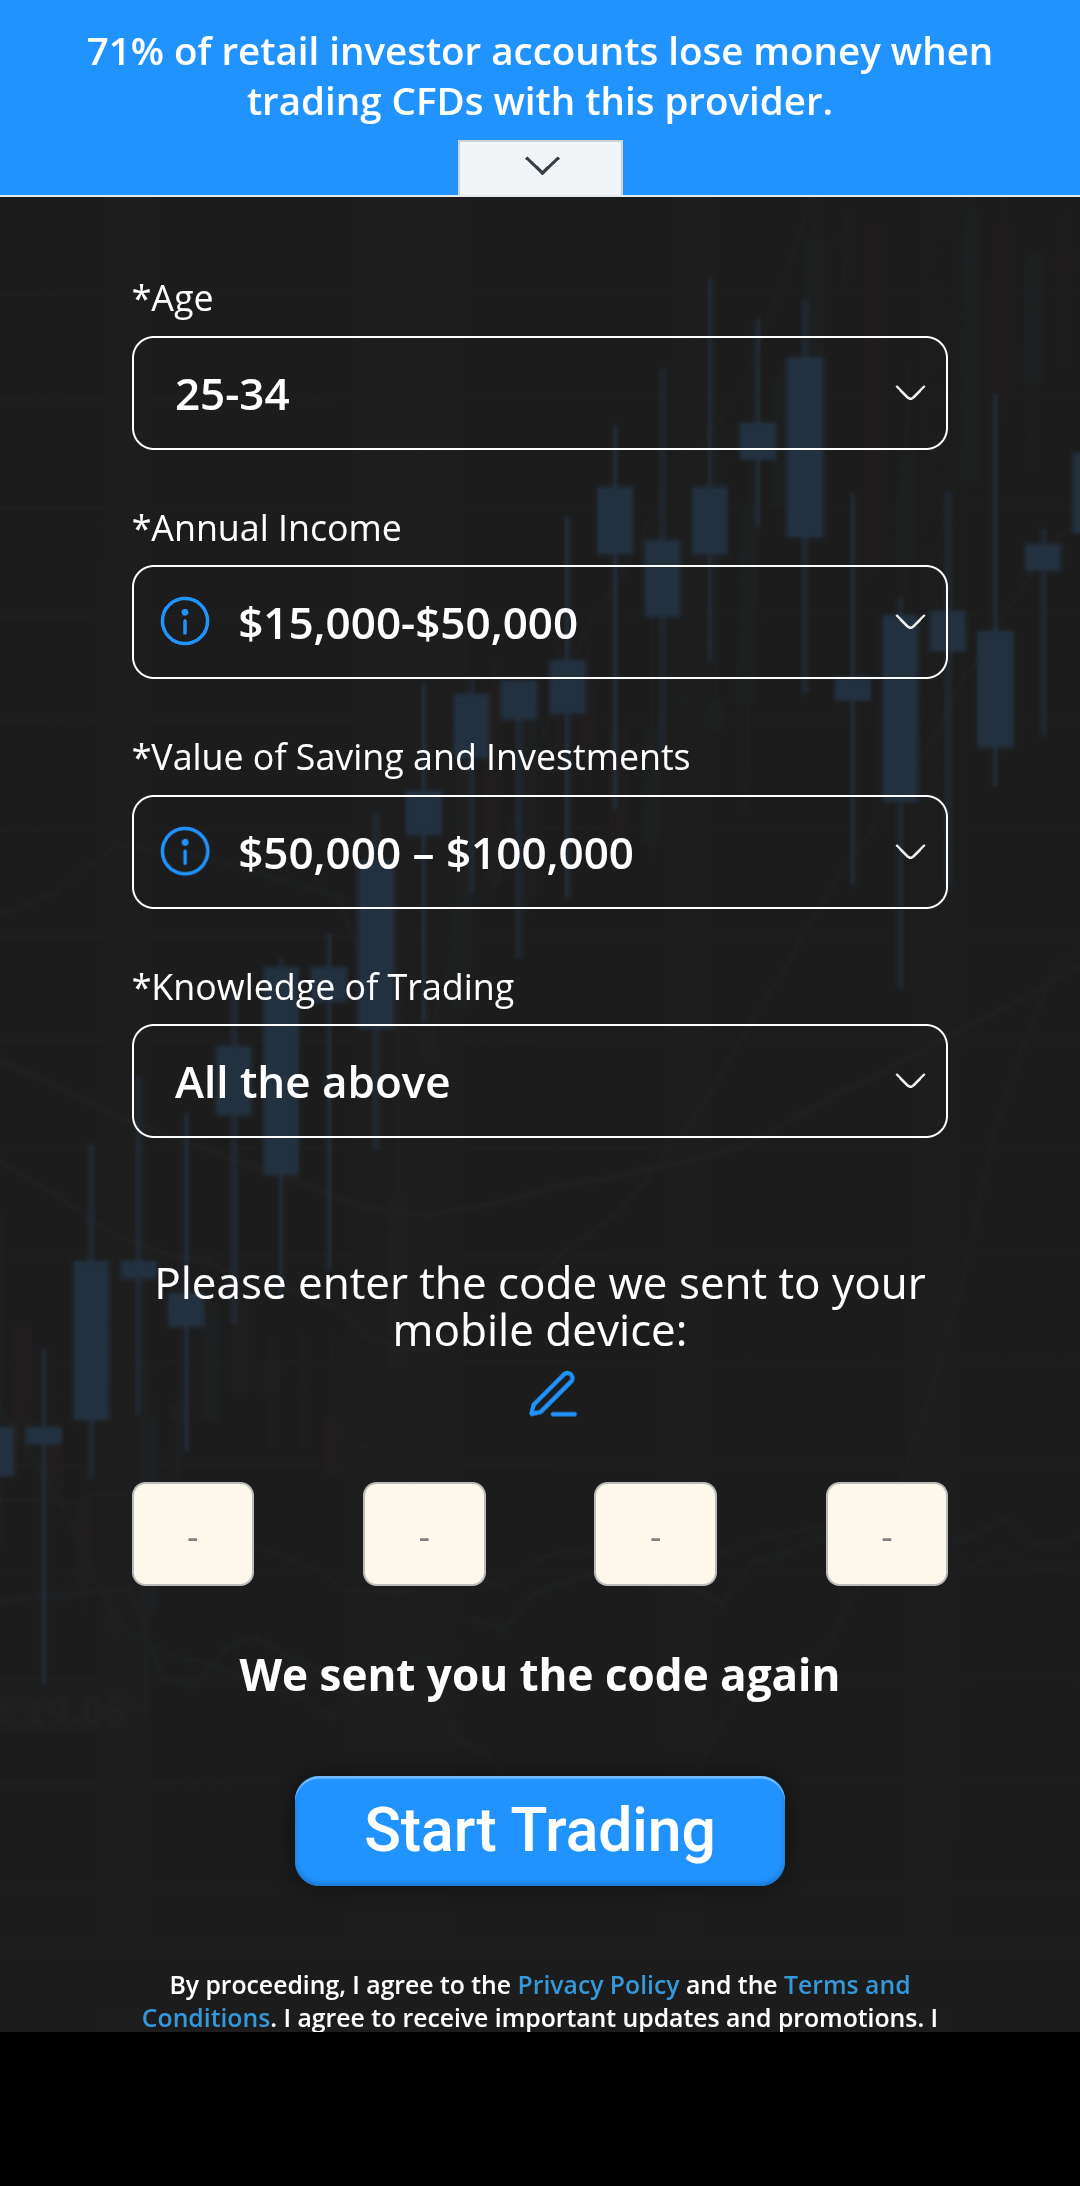 71% of retail investor accounts lose money when
trading CFDs with this provider.
*Age
25-34
*Annual Income
$15,000-$50,000
*Value of Saving and Investments
$50,000 – $100,000
*Knowledge of Trading
All the above
Please enter the code we sent to your
mobile device:
- - - -
We sent you the code again
Start Trading
By proceeding, I agree to the Privacy Policy and the Terms and
Conditions. I agree to receive important updates and promotions. I